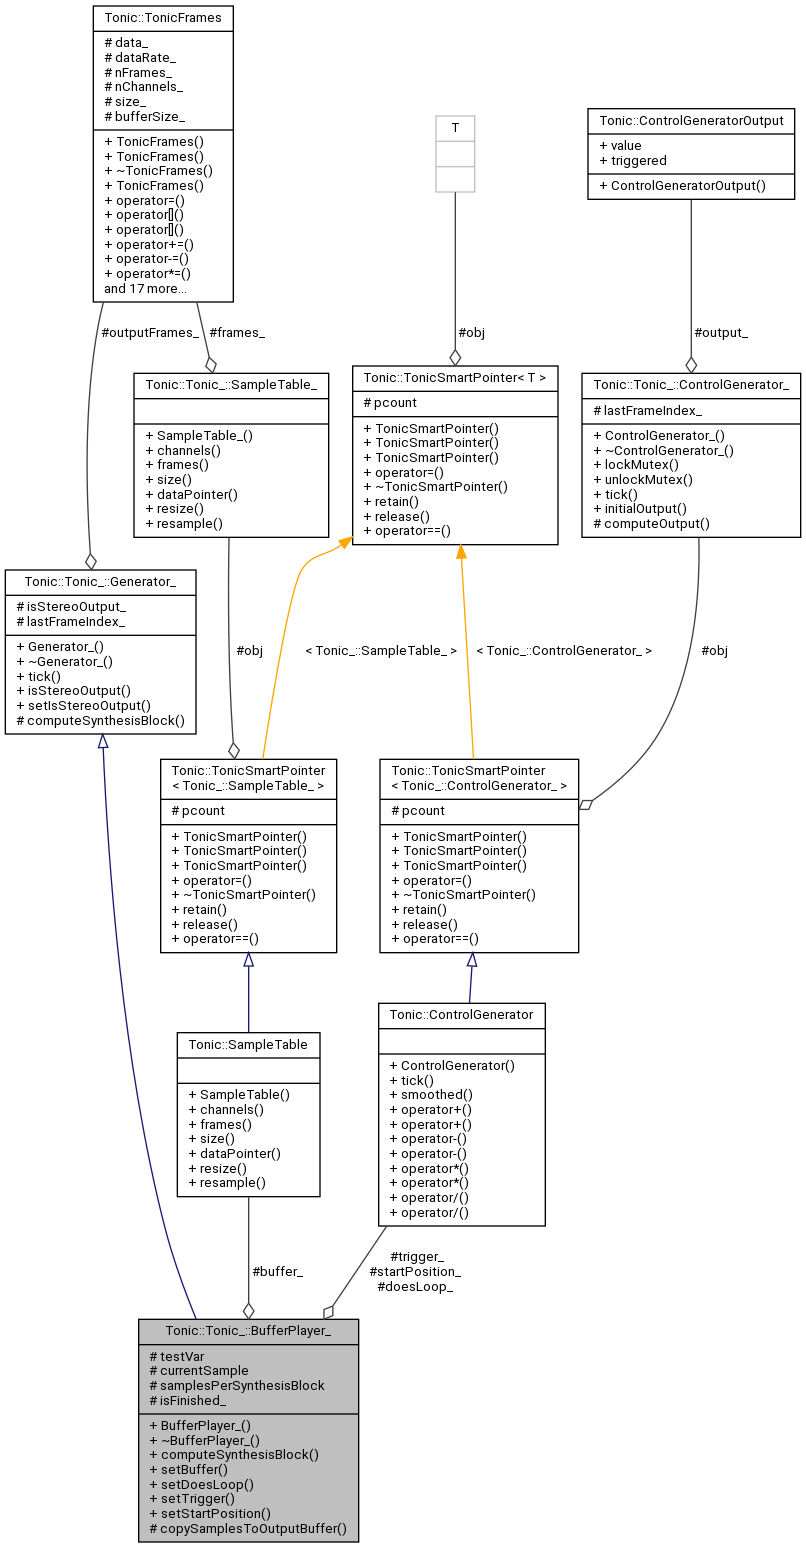 Tonic::TonicFrames
# data_
# dataRate_
# nFrames_
# nChannels_
# size_
# bufferSize_
+ TonicFrames()
+ TonicFrames()
+ ~TonicFrames()
+ TonicFrames()
+ operator=()
+ operator[]()
+ operator[]()
+ operator+=()
+ operator-=()
+ operator*=()
and 17 more...
T
Tonic::ControlGeneratorOutput
+ value
+ triggered
+ ControlGeneratorOutput()
#outputFrames_
#frames_
#obj
#output_
Tonic::Tonic_::SampleTable_
+ SampleTable_()
+ channels()
+ frames()
+ size()
+ dataPointer()
+ resize()
+ resample()
Tonic::TonicSmartPointer< T >
# pcount
+ TonicSmartPointer()
+ TonicSmartPointer()
+ TonicSmartPointer()
+ operator=()
+ ~TonicSmartPointer()
+ retain()
+ release()
+ operator==()
Tonic::Tonic_::ControlGenerator_
# lastFrameIndex_
+ ControlGenerator_()
+ ~ControlGenerator_()
+ lockMutex()
+ unlockMutex()
+ tick()
+ initialOutput()
# computeOutput()
Tonic::Tonic_::Generator_
# isStereoOutput_
# lastFrameIndex_
+ Generator_()
+ ~Generator_()
+ tick()
+ isStereoOutput()
+ setIsStereoOutput()
# computeSynthesisBlock()
#obj
< Tonic_::SampleTable_ >
< Tonic_::ControlGenerator_ >
#obj
Tonic::TonicSmartPointer
< Tonic_::SampleTable_ >
# pcount
+ TonicSmartPointer()
+ TonicSmartPointer()
+ TonicSmartPointer()
+ operator=()
+ ~TonicSmartPointer()
+ retain()
+ release()
+ operator==()
Tonic::TonicSmartPointer
< Tonic_::ControlGenerator_ >
# pcount
+ TonicSmartPointer()
+ TonicSmartPointer()
+ TonicSmartPointer()
+ operator=()
+ ~TonicSmartPointer()
+ retain()
+ release()
+ operator==()
Tonic::SampleTable
+ SampleTable()
+ channels()
+ frames()
+ size()
+ dataPointer()
+ resize()
+ resample()
Tonic::ControlGenerator
+ ControlGenerator()
+ tick()
+ smoothed()
+ operator+()
+ operator+()
+ operator-()
+ operator-()
+ operator*()
+ operator*()
+ operator/()
+ operator/()
#buffer_
#trigger_
#startPosition_
#doesLoop_
Tonic::Tonic_::BufferPlayer_
# testVar
# currentSample
# samplesPerSynthesisBlock
# isFinished_
+ BufferPlayer_()
+ ~BufferPlayer_()
+ computeSynthesisBlock()
+ setBuffer()
+ setDoesLoop()
+ setTrigger()
+ setStartPosition()
# copySamplesToOutputBuffer()